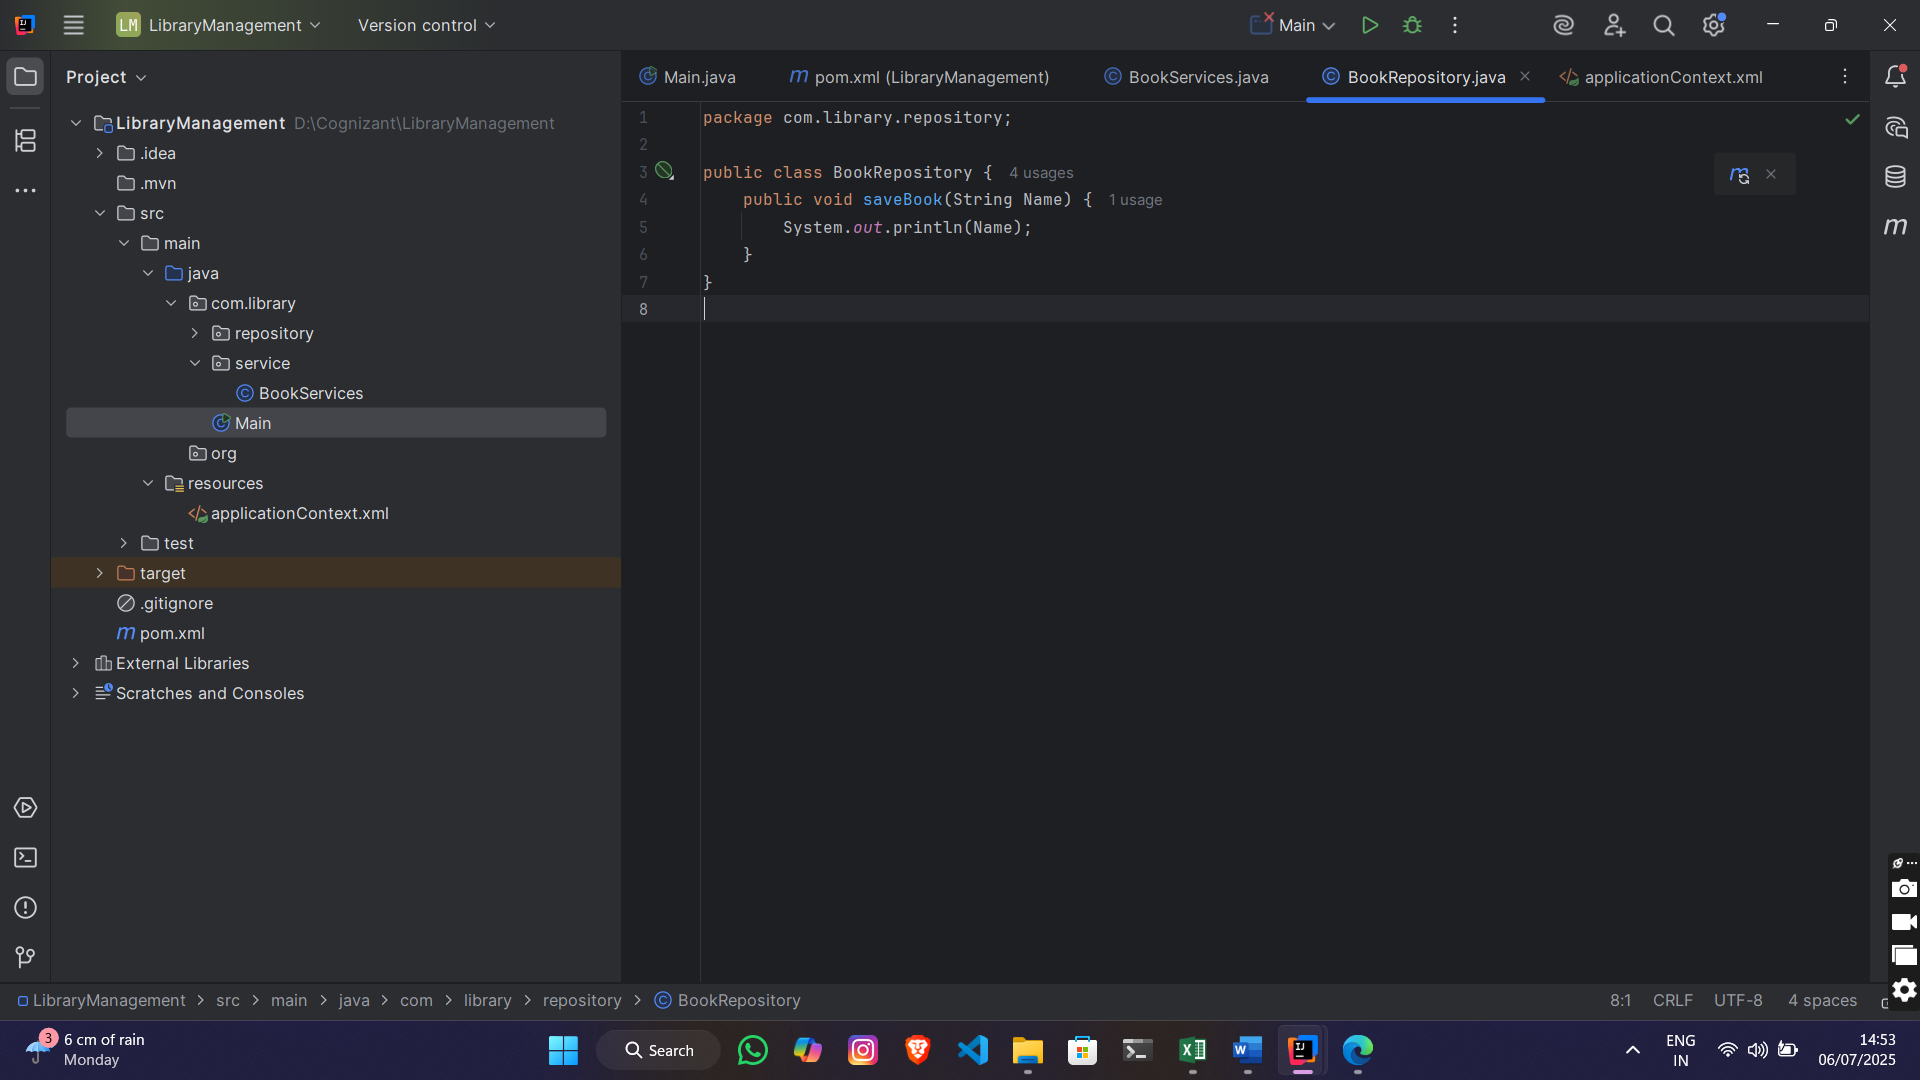 LM LibraryManagement Version control Main
Project
Main.java pom.xml (LibraryManagement) BookServices.java BookRepository.java applicationContext.xml
LibraryManagement D:\Cognizant\LibraryManagement
.idea
.mvn
src
main
java
com.library
repository
service
BookServices
Main
org
resources
applicationContext.xml
test
target
.gitignore
pom.xml
External Libraries
Scratches and Consoles
1 package com.library.repository;
2
3 public class BookRepository { 4 usages
4 public void saveBook(String Name) { 1 usage
5 System.out.println(Name);
6 }
7 }
8
LibraryManagement > src > main > java > com > library > repository > BookRepository
8:1 CRLF UTF-8 4 spaces
3 6 cm of rain
Monday
Search
ENG
IN
14:53
06/07/2025